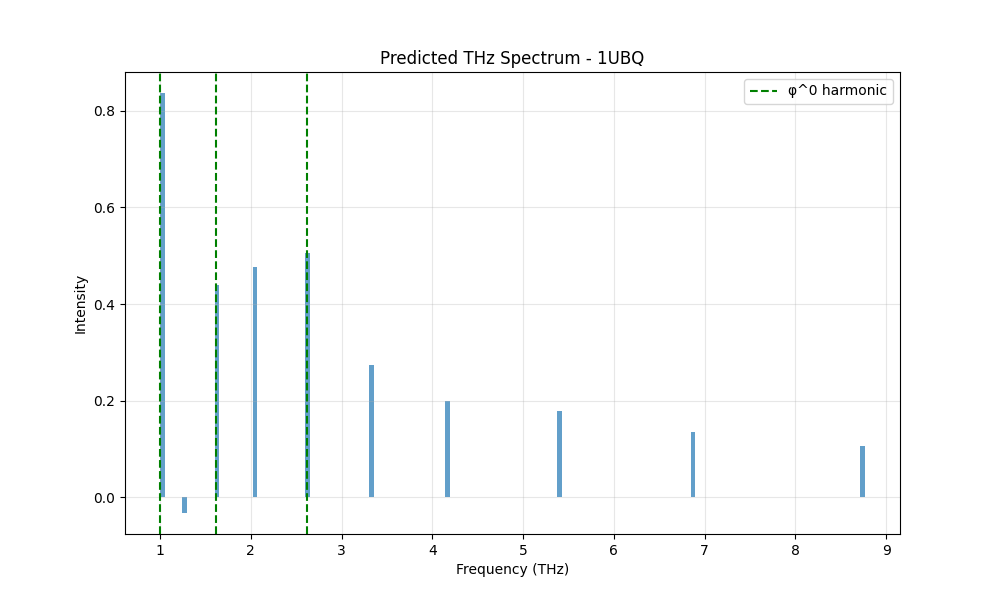 Predicted THz Spectrum - 1UBQ
φ^0 harmonic
0.8
0.6
0.4
0.2
0.0
Intensity
1 2 3 4 5 6 7 8 9
Frequency (THz)